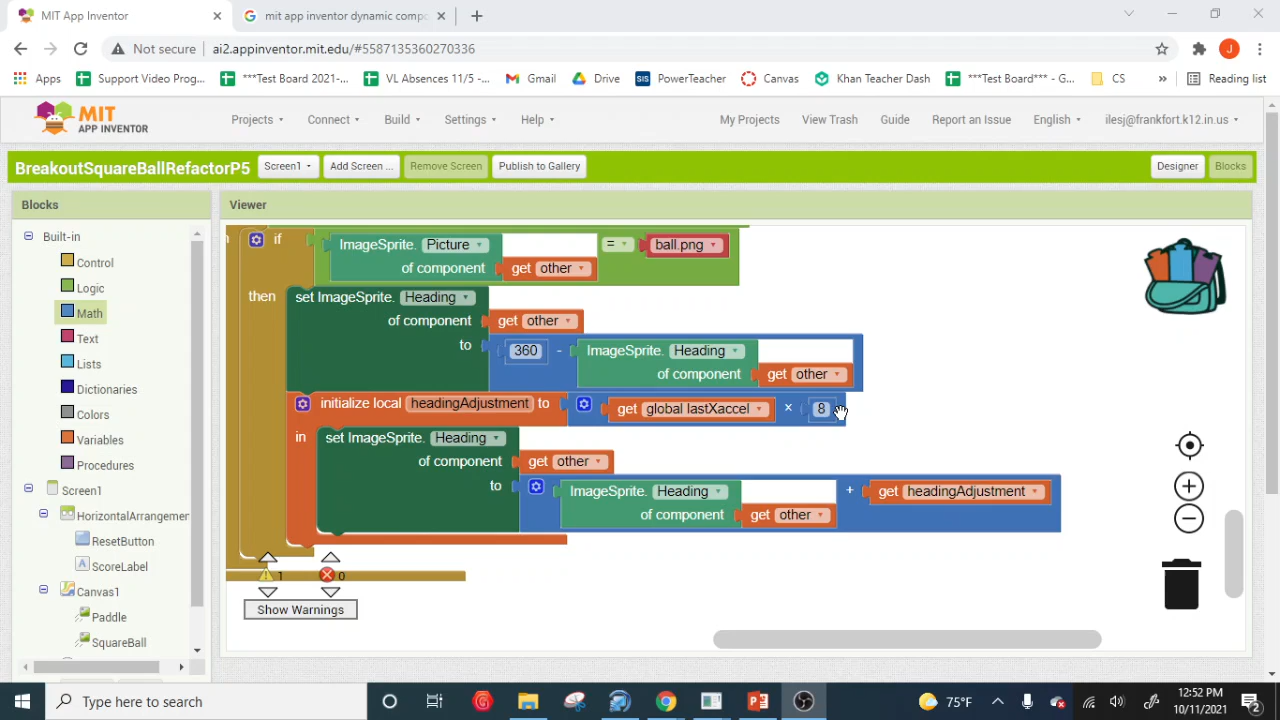 MIT App Inventor
mit app inventor dynamic compo
Not secure
ai2.appinventor.mit.edu/#5587135360270336
Apps
Support Video Prog...
***Test Board 2021-...
VL Absences 11/5 -...
Gmail
Drive
SIS
PowerTeacher
Canvas
Khan Teacher Dash
***Test Board*** - G...
CS
»
Reading list
J
MIT
APP INVENTOR
Projects
Connect
Build
Settings
Help
My Projects
View Trash
Guide
Report an Issue
English
ilesj@frankfort.k12.in.us
BreakoutSquareBallRefactorP5
Screen1
Add Screen ...
Remove Screen
Publish to Gallery
Designer
Blocks
Blocks
Viewer
Built-in
Control
Logic
Math
Text
Lists
Dictionaries
Colors
Variables
Procedures
Screen1
HorizontalArrangemer
ResetButton
ScoreLabel
Canvas1
Paddle
SquareBall
if
ImageSprite. Picture
of component get other
= ball.png
then
set ImageSprite. Heading
of component get other
to 360 - ImageSprite. Heading
of component get other
initialize local headingAdjustment to get global lastXaccel × 8
in
set ImageSprite. Heading
of component get other
to ImageSprite. Heading
of component get other
+ get headingAdjustment
1
0
Show Warnings
Type here to search
75°F
12:52 PM
10/11/2021
2